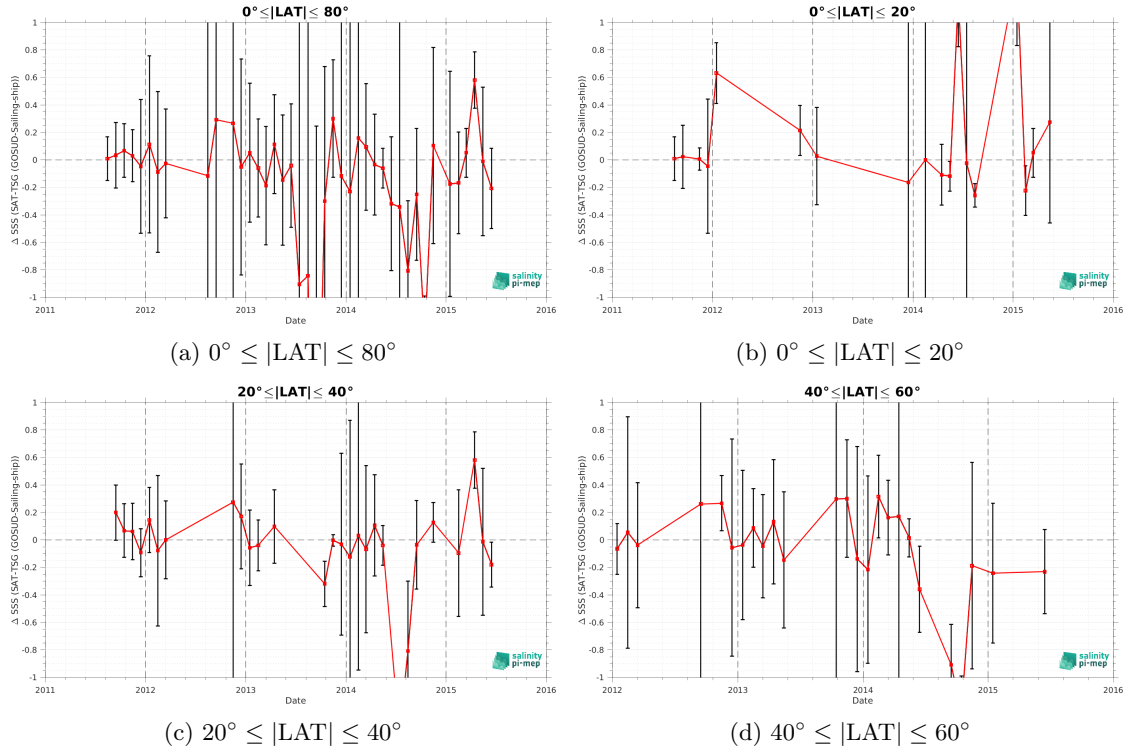 0°≤|LAT|≤ 80°
Δ SSS (SAT-TSG (GOSUD-Sailing-ship))
1
0.8
0.6
0.4
0.2
0
-0.2
-0.4
-0.6
-0.8
-1
2011 2012 2013 2014 2015 2016
Date
salinity
pi-mep
(a) 0° ≤ |LAT| ≤ 80°
0°≤|LAT|≤ 20°
Δ SSS (SAT-TSG (GOSUD-Sailing-ship))
1
0.8
0.6
0.4
0.2
0
-0.2
-0.4
-0.6
-0.8
-1
2011 2012 2013 2014 2015 2016
Date
salinity
pi-mep
(b) 0° ≤ |LAT| ≤ 20°
20°≤|LAT|≤ 40°
Δ SSS (SAT-TSG (GOSUD-Sailing-ship))
1
0.8
0.6
0.4
0.2
0
-0.2
-0.4
-0.6
-0.8
-1
2011 2012 2013 2014 2015 2016
Date
salinity
pi-mep
(c) 20° ≤ |LAT| ≤ 40°
40°≤|LAT|≤ 60°
Δ SSS (SAT-TSG (GOSUD-Sailing-ship))
1
0.8
0.6
0.4
0.2
0
-0.2
-0.4
-0.6
-0.8
-1
2012 2013 2014 2015 2016
Date
salinity
pi-mep
(d) 40° ≤ |LAT| ≤ 60°